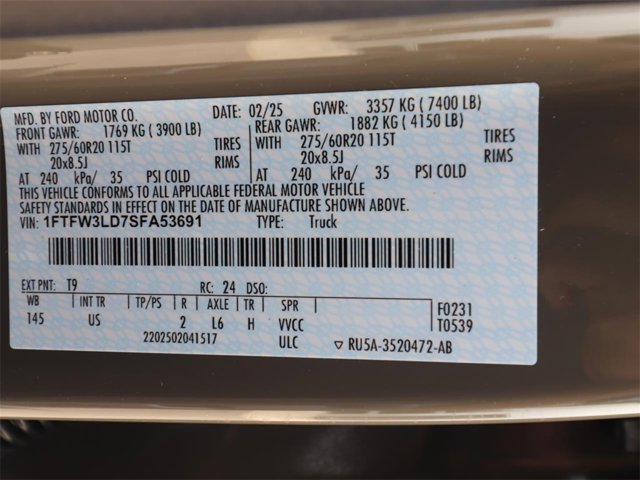 MFD. BY FORD MOTOR CO. DATE: 02/25 GVWR: 3357 KG ( 7400 LB)
FRONT GAWR: 1769 KG ( 3900 LB) REAR GAWR: 1882 KG ( 4150 LB)
WITH 275/60R20 115T TIRES WITH 275/60R20 115T TIRES
20x8.5J RIMS 20x8.5J RIMS
AT 240 kPa/ 35 PSI COLD AT 240 kPa/ 35 PSI COLD
THIS VEHICLE CONFORMS TO ALL APPLICABLE FEDERAL MOTOR VEHICLE
SAFETY STANDARDS IN EFFECT ON THE DATE OF MANUFACTURE SHOWN ABOVE.
VIN: 1FTFW3LD7SFA53691 TYPE: Truck
EXT PNT: T9 RC: 24 DSO:
WB INT TR TP/PS R AXLE TR SPR F0231
145 US 2 L6 H VVCC T0539
2202502041517 ULC ▽ RU5A-3520472-AB